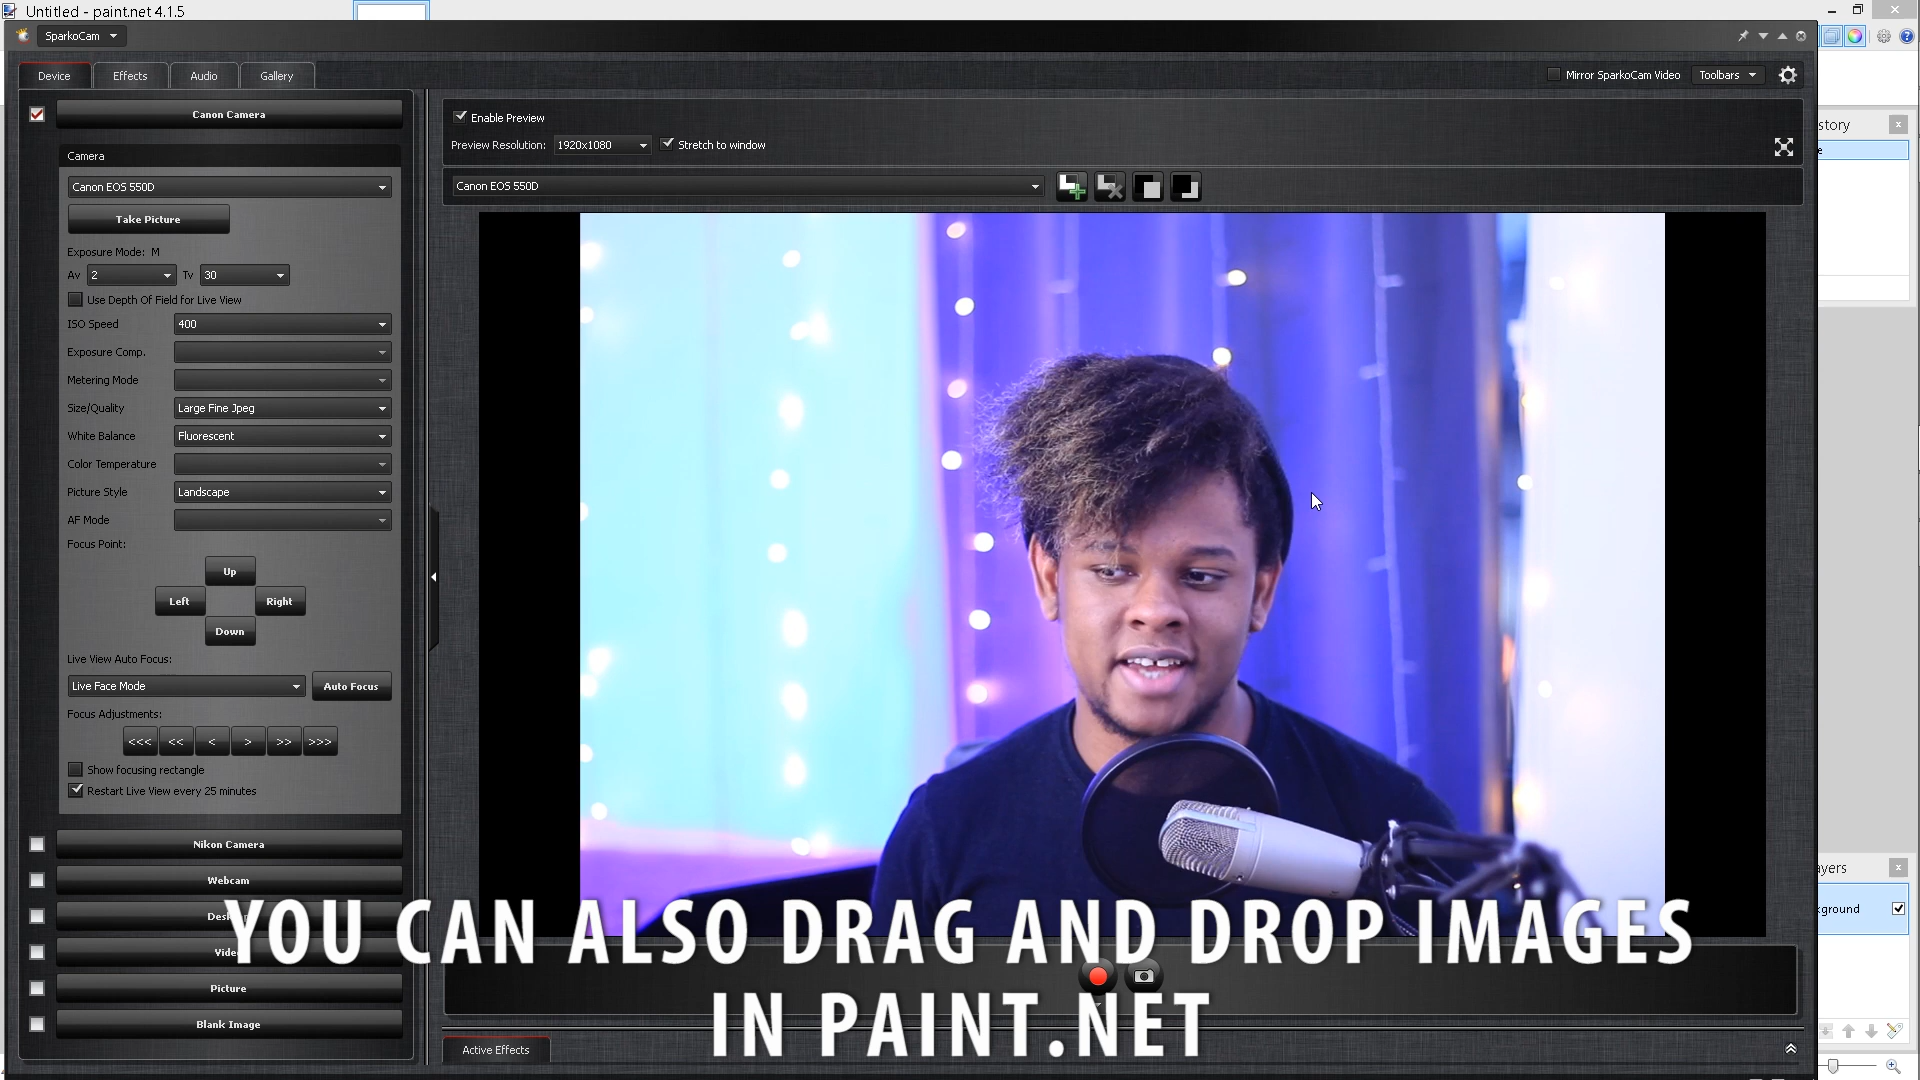 Untitled - paint.net 4.1.5
SparkoCam
Device
Effects
Audio
Gallery
Mirror SparkoCam Video
Toolbars
Canon Camera
Camera
Canon EOS 550D
Take Picture
Exposure Mode: M
Av 2 Tv 30
Use Depth Of Field for Live View
ISO Speed 400
Exposure Comp.
Metering Mode
Size/Quality Large Fine Jpeg
White Balance Fluorescent
Color Temperature
Picture Style Landscape
AF Mode
Focus Point:
Up
Left Right
Down
Live View Auto Focus:
Live Face Mode Auto Focus
Focus Adjustments:
<<< << < > >> >>>
Show focusing rectangle
Restart Live View every 25 minutes
Nikon Camera
Webcam
Video
Picture
Blank Image
Enable Preview
Preview Resolution: 1920x1080 Stretch to window
Canon EOS 550D
YOU CAN ALSO DRAG AND DROP IMAGES
IN PAINT.NET
Active Effects
story
ayers
kground